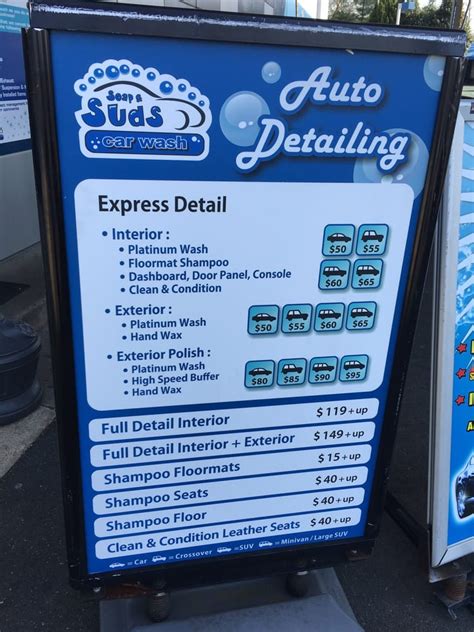 Soap &
Suds
car wash
Auto
Detailing
Express Detail
• Interior :
• Platinum Wash
• Floormat Shampoo
• Dashboard, Door Panel, Console
• Clean & Condition
$50 $55
$60 $65
• Exterior :
• Platinum Wash
• Hand Wax
$50 $55 $60 $65
• Exterior Polish :
• Platinum Wash
• High Speed Buffer
• Hand Wax
$80 $85 $90 $95
Full Detail Interior $119+up
Full Detail Interior + Exterior $149+up
Shampoo Floormats $15+up
Shampoo Seats $40+up
Shampoo Floor $40+up
Clean & Condition Leather Seats $40+up
= Car = Crossover = SUV = Minivan / Large SUV